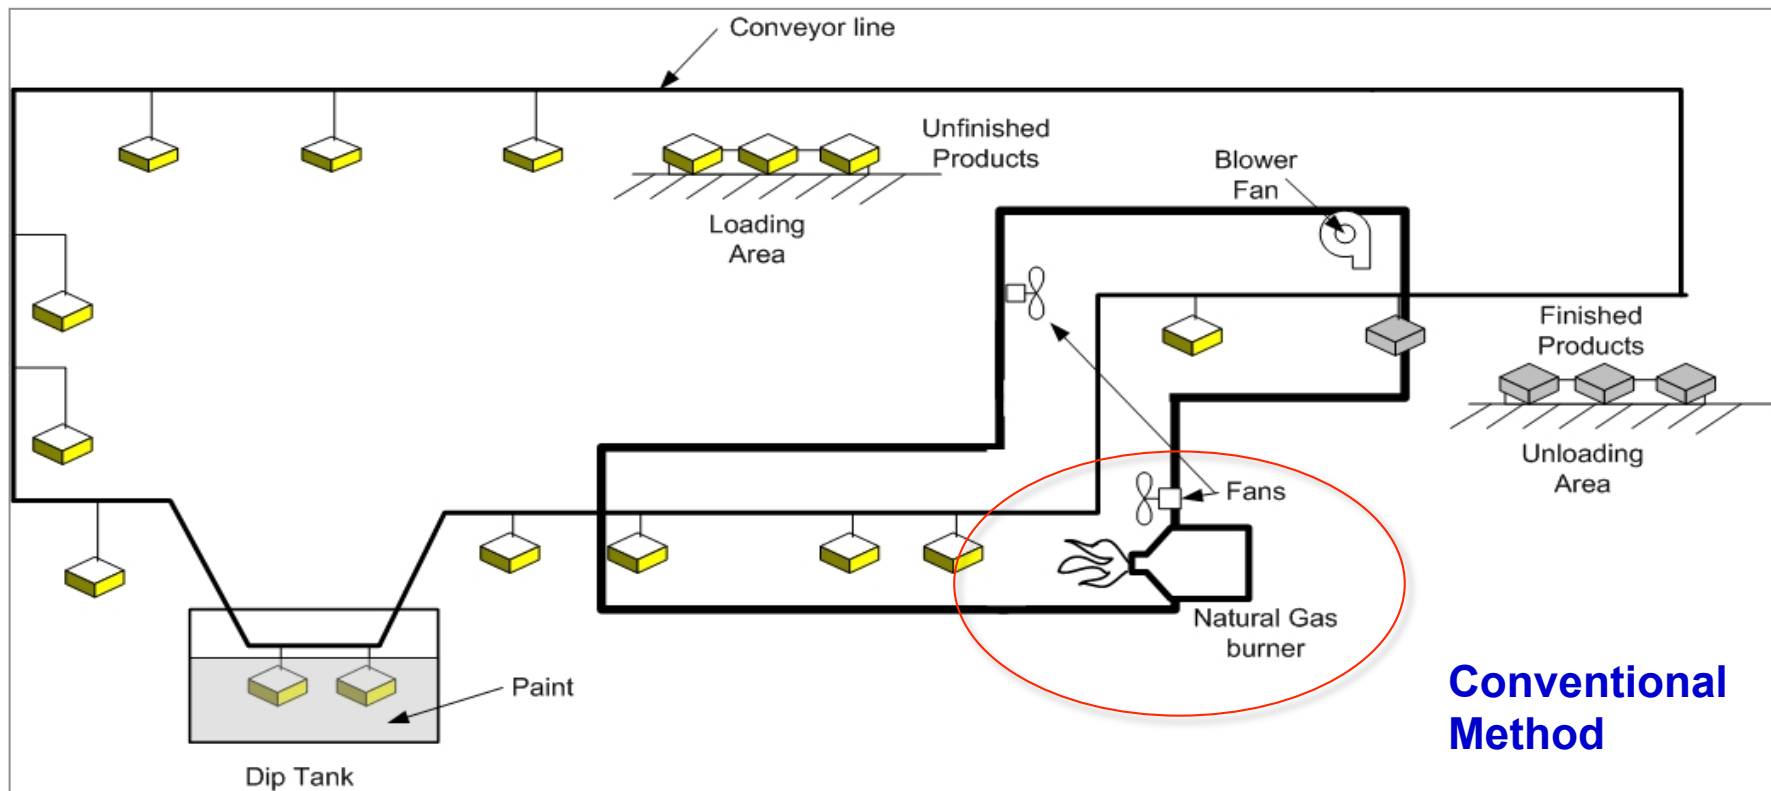 Conveyor line
Unfinished
Products
Blower
Fan
Loading
Area
Finished
Products
Unloading
Area
Fans
Natural Gas
burner
Paint
Conventional
Method
Dip Tank